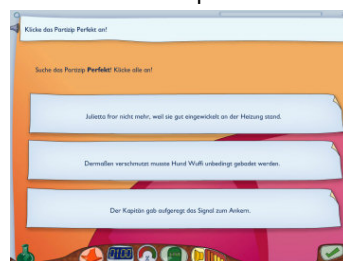 Klicke das Partizip Perfekt an!
Suche das Partizip Perfekt! Klicke alle an!
Julietta fror nicht mehr, weil sie gut eingewickelt an der Heizung stand.
Dermaßen verschmutzt musste Hund Wuffi unbedingt gebadet werden.
Der Kapitän gab aufgeregt das Signal zum Ankern.
01:00